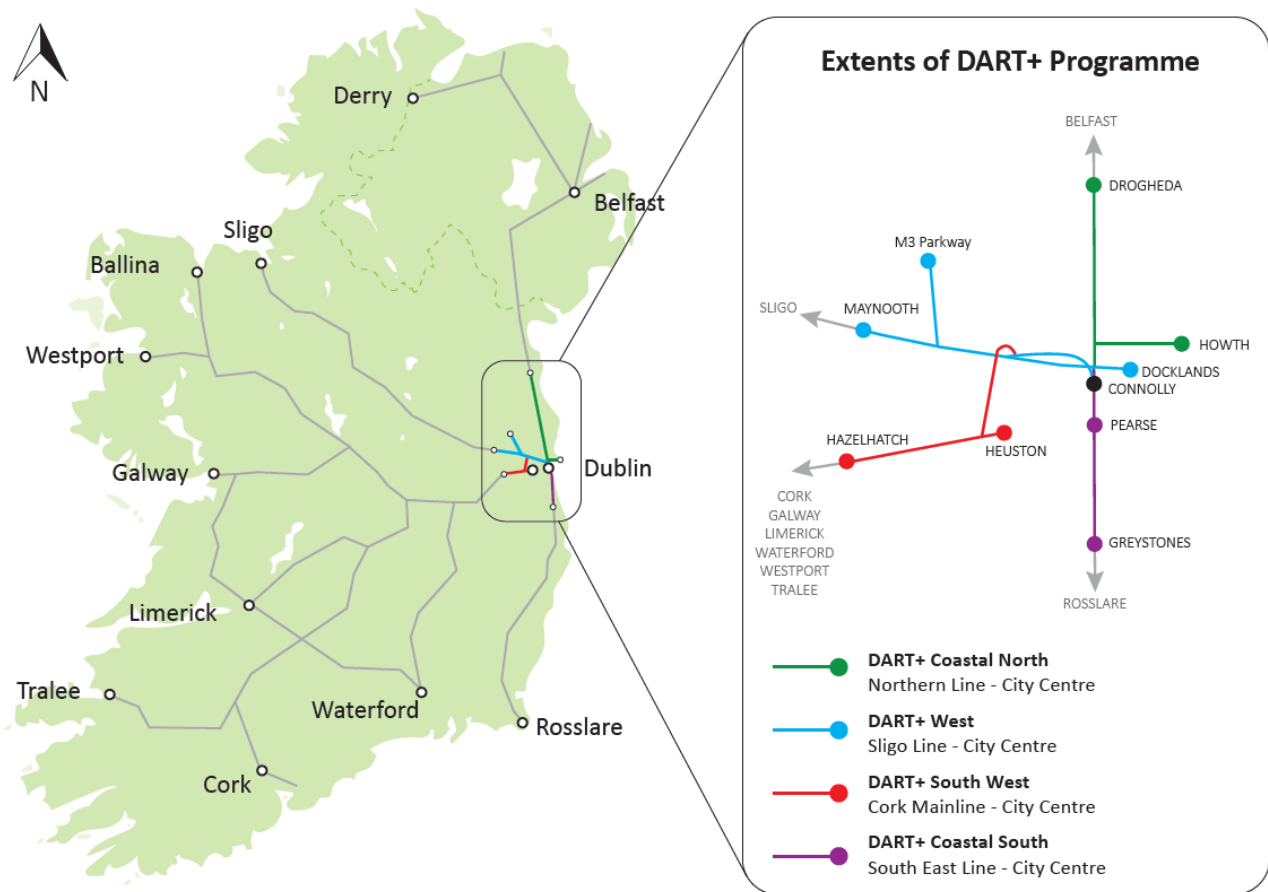 N
Derry
Belfast
Sligo
Ballina
Westport
Galway
Dublin
Limerick
Tralee
Waterford
Rosslare
Cork
Extents of DART+ Programme
BELFAST
DROGHEDA
M3 Parkway
SLIGO
MAYNOOTH
HOWTH
DOCKLANDS
CONNOLLY
PEARSE
HAZELHATCH
HEUSTON
CORK
GALWAY
LIMERICK
WATERFORD
WESTPORT
TRALEE
GREYSTONES
ROSSLARE
DART+ Coastal North
Northern Line - City Centre
DART+ West
Sligo Line - City Centre
DART+ South West
Cork Mainline - City Centre
DART+ Coastal South
South East Line - City Centre